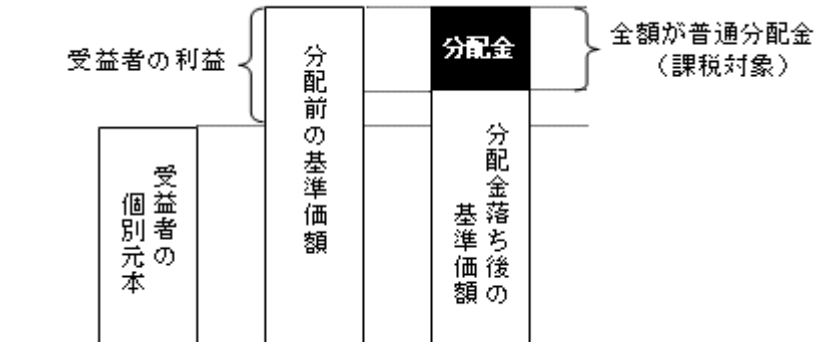 受益者の利益
分配前の基準価額
分配金
全額が普通分配金
（課税対象）
受益者の
個別元本
分配金落ち後の
基準価額